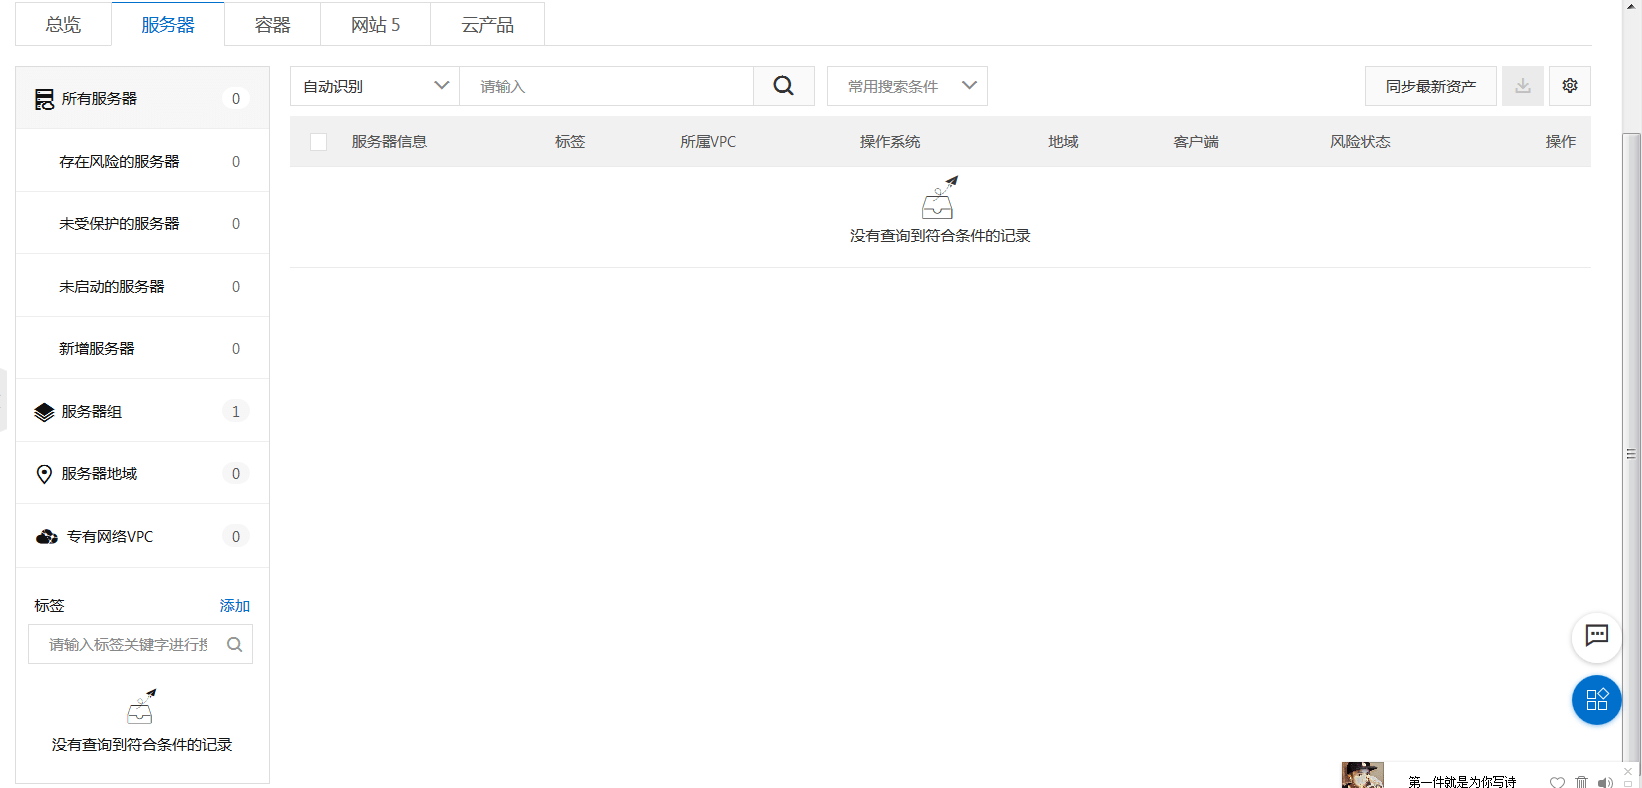 总览 服务器 容器 网站 5 云产品
所有服务器 0
存在风险的服务器 0
未受保护的服务器 0
未启动的服务器 0
新增服务器 0
服务器组 1
服务器地域 0
专有网络VPC 0
标签 添加
请输入标签关键字进行搜
没有查询到符合条件的记录
自动识别 请输入 常用搜索条件 同步最新资产
服务器信息 标签 所属VPC 操作系统 地域 客户端 风险状态 操作
没有查询到符合条件的记录
第一件就是为你写诗